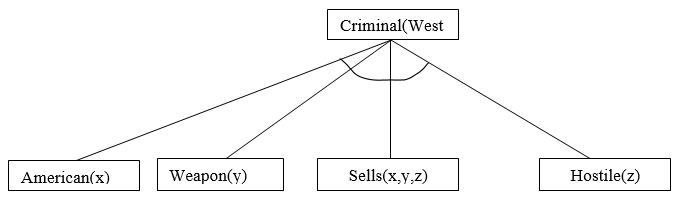 Criminal(West
American(x)
Weapon(y)
Sells(x,y,z)
Hostile(z)